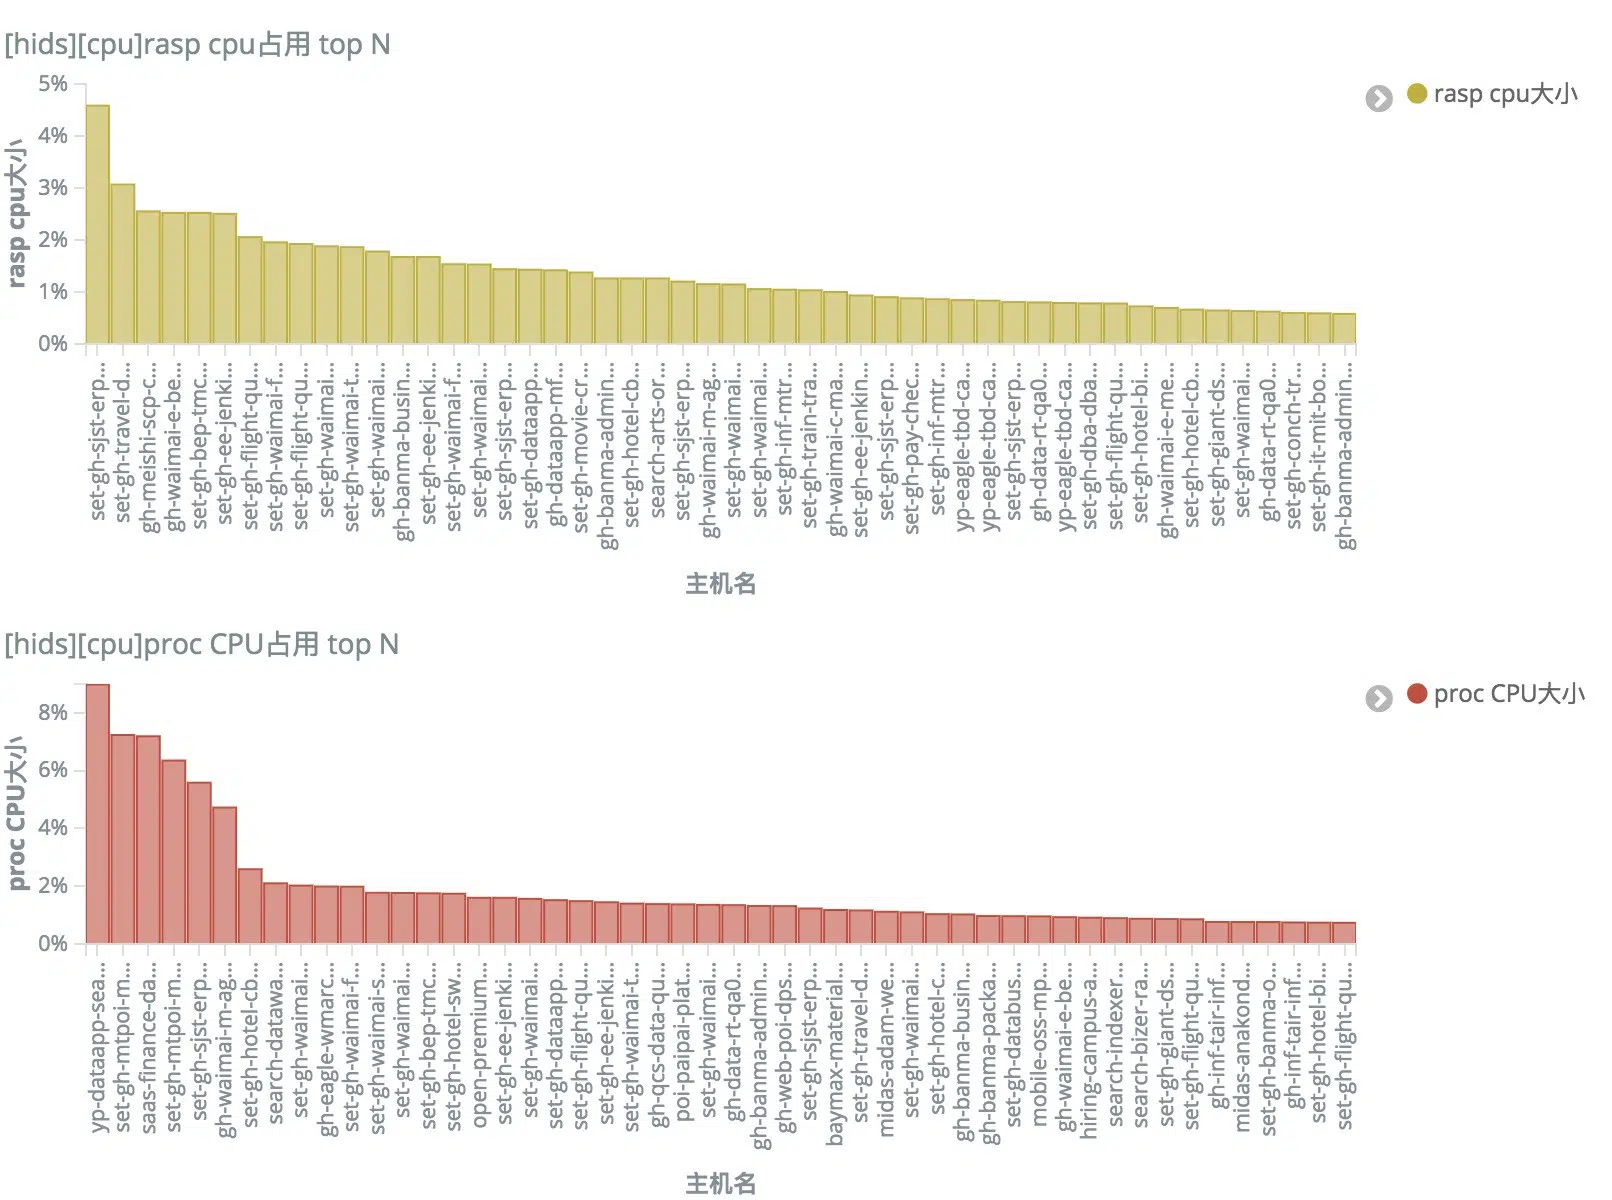 [hids][cpu]rasp cpu占用 top N
rasp cpu大小
5%
4%
3%
2%
1%
0%
rasp cpu大小
set-gh-sjst-erp...
set-gh-travel-d...
gh-meishi-scp-c...
gh-waimai-e-be...
set-gh-bep-tmc...
set-gh-ee-jenki...
set-gh-flight-qu...
set-gh-waimai-f...
set-gh-flight-qu...
set-gh-waimai...
set-gh-waimai-t...
set-gh-waimai...
gh-banma-busin...
set-gh-ee-jenki...
set-gh-waimai-f...
set-gh-waimai...
set-gh-sjst-erp...
set-gh-dataapp...
gh-dataapp-mf...
set-gh-movie-cr...
gh-banma-admin...
set-gh-hotel-cb...
search-arts-or...
set-gh-sjst-erp...
gh-waimai-m-ag...
set-gh-waimai...
set-gh-waimai...
set-gh-inf-mtr...
set-gh-train-tra...
gh-waimai-c-ma...
set-gh-ee-jenkin...
set-gh-sjst-erp...
set-gh-pay-chec...
set-gh-inf-mtr...
yp-eagle-tbd-ca...
yp-eagle-tbd-ca...
set-gh-sjst-erp...
gh-data-rt-qa0...
yp-eagle-tbd-ca...
set-gh-dba-dba...
set-gh-flight-qu...
set-gh-hotel-bi...
gh-waimai-e-me...
set-gh-hotel-cb...
set-gh-giant-ds...
set-gh-waimai...
gh-data-rt-qa0...
set-gh-conch-tr...
set-gh-it-mit-bo...
gh-banma-admin...
主机名
[hids][cpu]proc CPU占用 top N
proc CPU大小
8%
6%
4%
2%
0%
proc CPU大小
yp-dataapp-sea...
set-gh-mtpoi-m...
saas-finance-da...
set-gh-mtpoi-m...
set-gh-sjst-erp...
gh-waimai-m-ag...
set-gh-hotel-cb...
search-datawa...
set-gh-waimai...
gh-eagle-wmarc...
set-gh-waimai-f...
set-gh-waimai-s...
set-gh-waimai...
set-gh-bep-tmc...
set-gh-hotel-sw...
open-premium...
set-gh-ee-jenki...
set-gh-waimai...
set-gh-dataapp...
set-gh-flight-qu...
set-gh-ee-jenki...
set-gh-waimai-t...
gh-qcs-data-qu...
poi-paipai-plat...
set-gh-waimai...
gh-data-rt-qa0...
gh-banma-admin...
gh-web-poi-dps...
set-gh-sjst-erp...
baymax-material...
set-gh-travel-d...
midas-adam-we...
set-gh-waimai...
set-gh-hotel-c...
gh-banma-busin...
gh-banma-packa...
set-gh-databus...
mobile-oss-mp...
gh-waimai-e-be...
hiring-campus-a...
search-indexer...
search-bizer-ra...
set-gh-giant-ds...
set-gh-flight-qu...
gh-inf-tair-inf...
midas-anakond...
set-gh-banma-o...
gh-inf-tair-inf...
set-gh-hotel-bi...
set-gh-flight-qu...
主机名